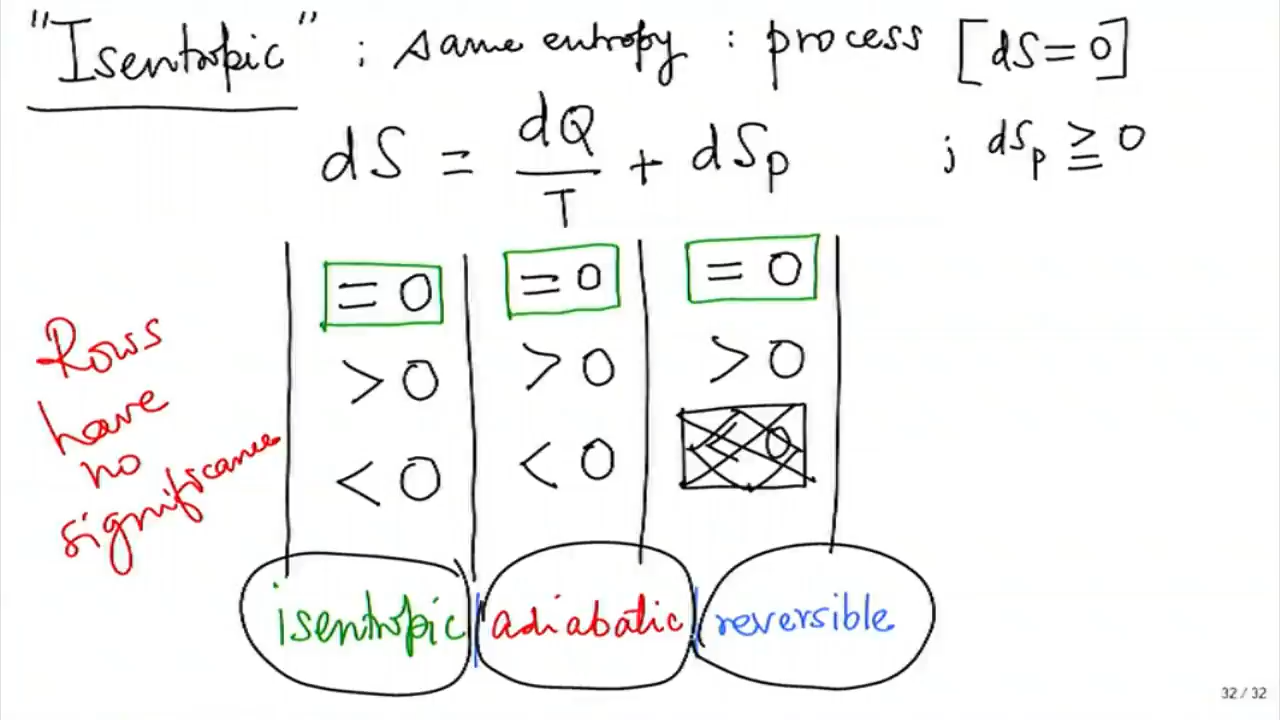 "Isentropic" : same entropy : process [dS = 0]
dS = dQ/T + dSp ; dSp ≥ 0
= 0 = 0 = 0
> 0 > 0 > 0
< 0 < 0 < 0
Rows
have
no
significance
isentropic adiabatic reversible
32 / 32